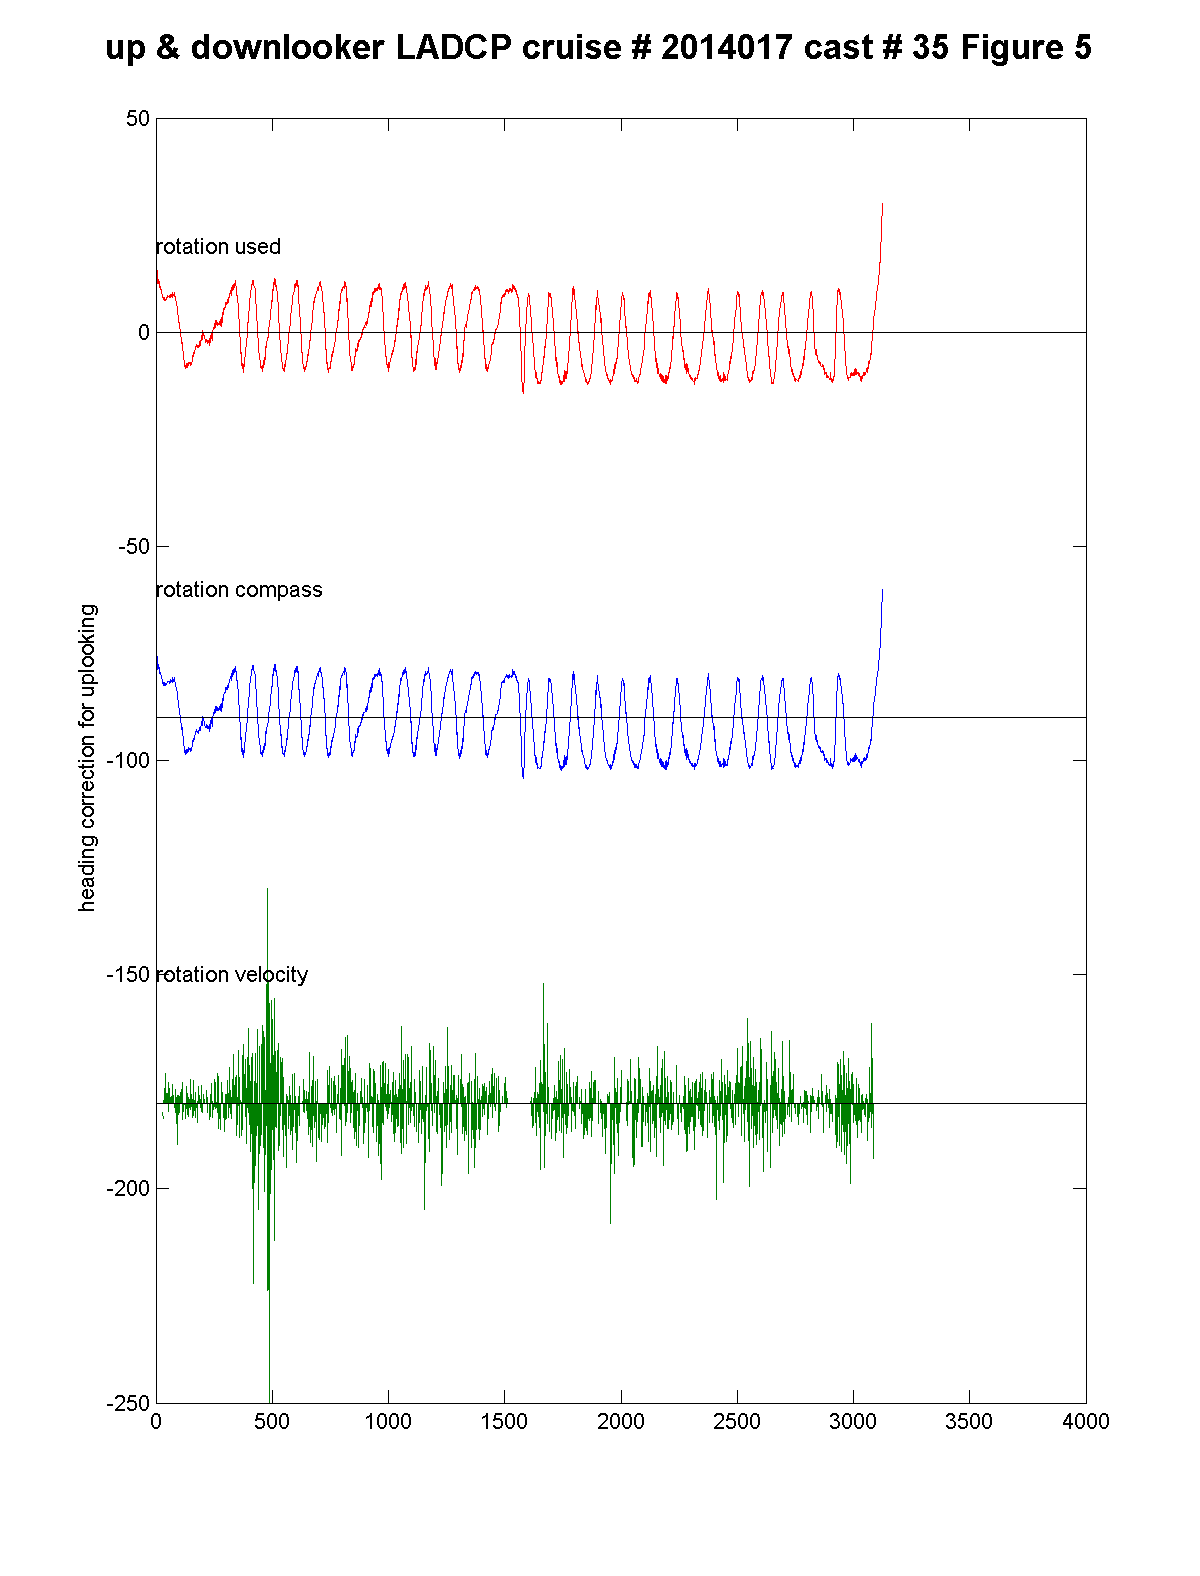 up & downlooker LADCP cruise # 2014017 cast # 35 Figure 5
50
rotation used
0
-50
rotation compass
heading correction for uplooking
-100
-150
rotation velocity
-200
-250
0 500 1000 1500 2000 2500 3000 3500 4000